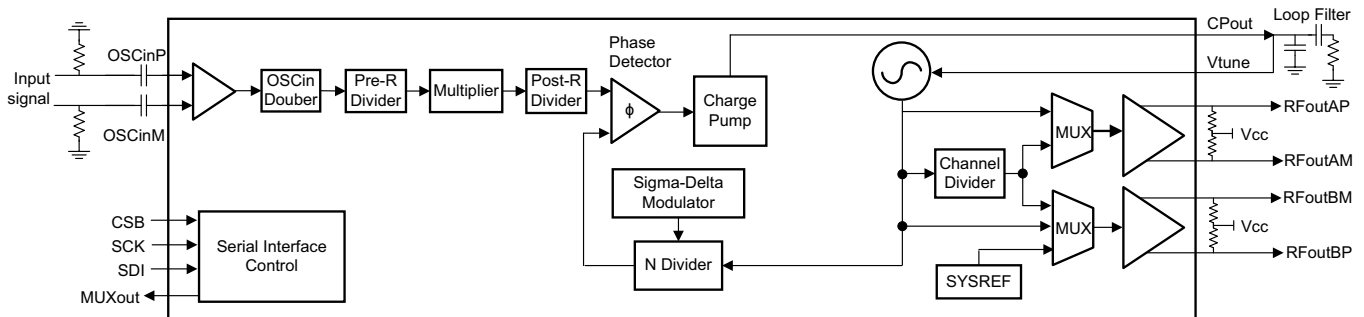 CPout
Loop Filter
Vtune
Input
signal
OSCinP
OSCinM
OSCin
Douber
Pre-R
Divider
Multiplier
Post-R
Divider
Phase
Detector
ϕ
Charge
Pump
MUX
RFoutAP
Vcc
RFoutAM
Channel
Divider
Sigma-Delta
Modulator
N Divider
MUX
SYSREF
RFoutBM
Vcc
RFoutBP
CSB
SCK
SDI
MUXout
Serial Interface
Control